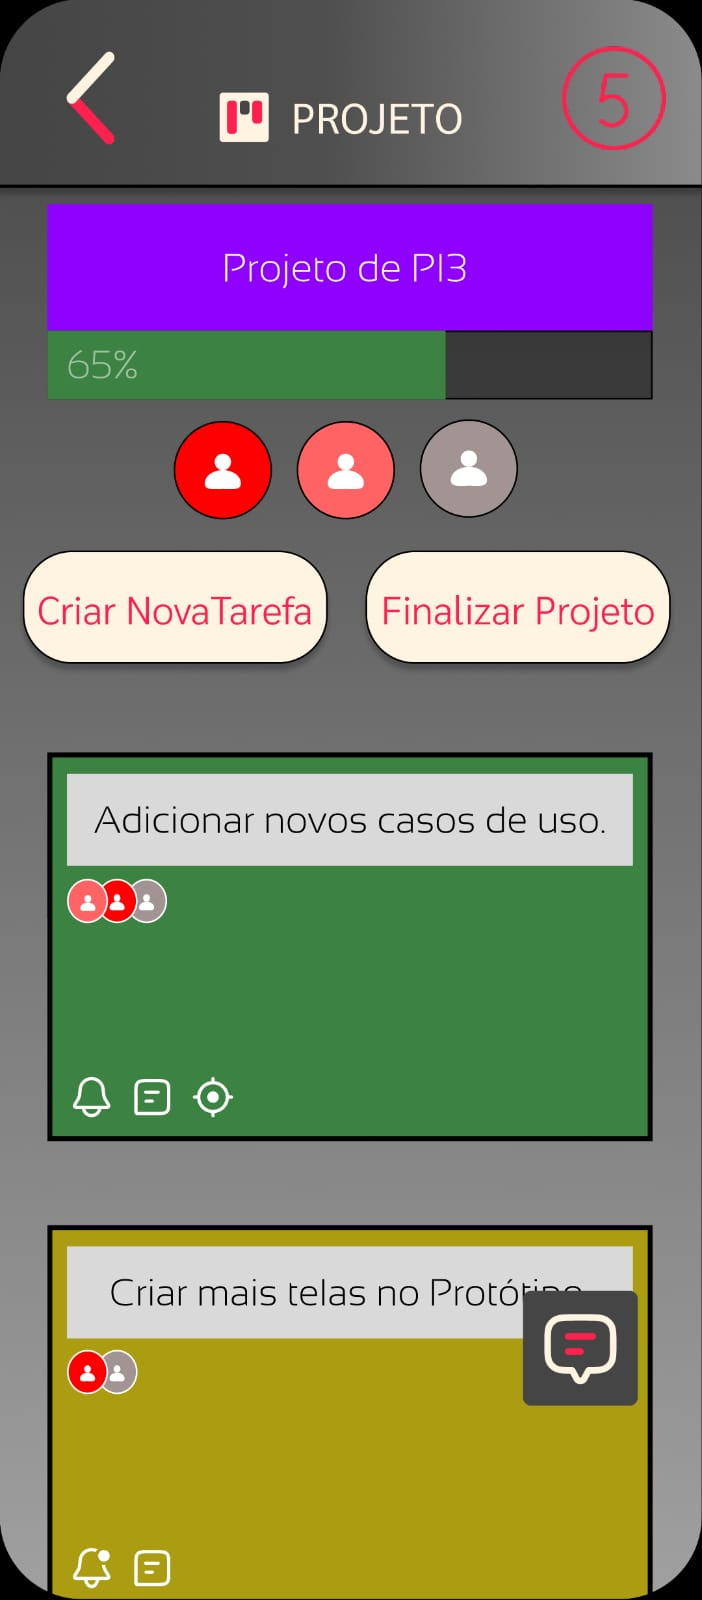 PROJETO
5
Projeto de PI3
65%
Criar NovaTarefa
Finalizar Projeto
Adicionar novos casos de uso.
Criar mais telas no